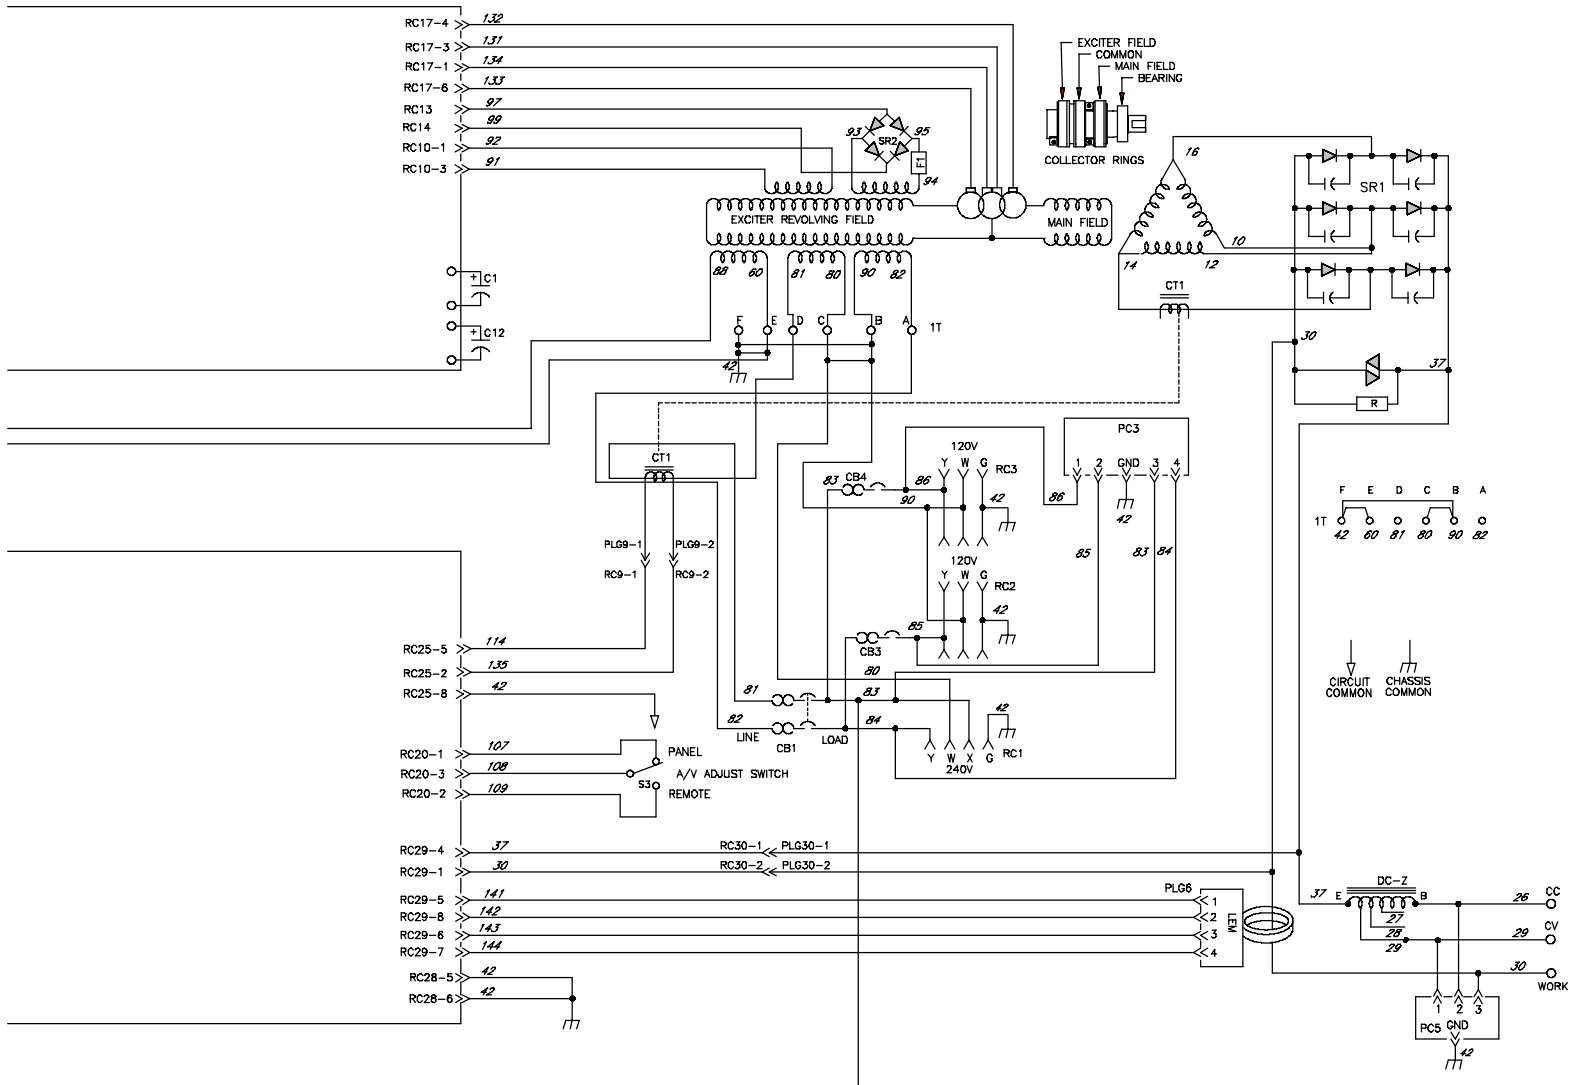 RC17-4 132
RC17-3 131
RC17-1 134
RC17-6 133
RC13 97
RC14 99
RC10-1 92
RC10-3 91
93 95
SR2
F1
94
EXCITER FIELD
COMMON
MAIN FIELD
BEARING
COLLECTOR RINGS
EXCITER REVOLVING FIELD
MAIN FIELD
16
10
14 12
CT1
SR1
88 60 81 80 90 82
F E D C B A 1T
42
+ C1
+ C12
30
37
R
CT1
PLG9-1 PLG9-2
RC9-1 RC9-2
PC3
1 2 GND 3 4
86
42
85 83 84
120V
Y W G RC3
83 CB4 86
90 42
120V
Y W G RC2
42
85
CB3
80
81 83
82 84
LINE CB1 LOAD
42
Y W X G RC1
240V
F E D C B A
1T
42 60 81 80 90 82
CIRCUIT COMMON
CHASSIS COMMON
RC25-5 114
RC25-2 135
RC25-8 42
RC20-1 107
RC20-3 108
RC20-2 109
PANEL
A/V ADJUST SWITCH
S3
REMOTE
RC29-4 37 RC30-1 PLG30-1
RC29-1 30 RC30-2 PLG30-2
RC29-5 141
RC29-8 142
RC29-6 143
RC29-7 144
RC28-5 42
RC28-6 42
PLG6
1
2
3
4
LEM
37 E DC-Z B 26 CC
27
28 29 CV
29
30
WORK
1 2 3
PC5 GND
42